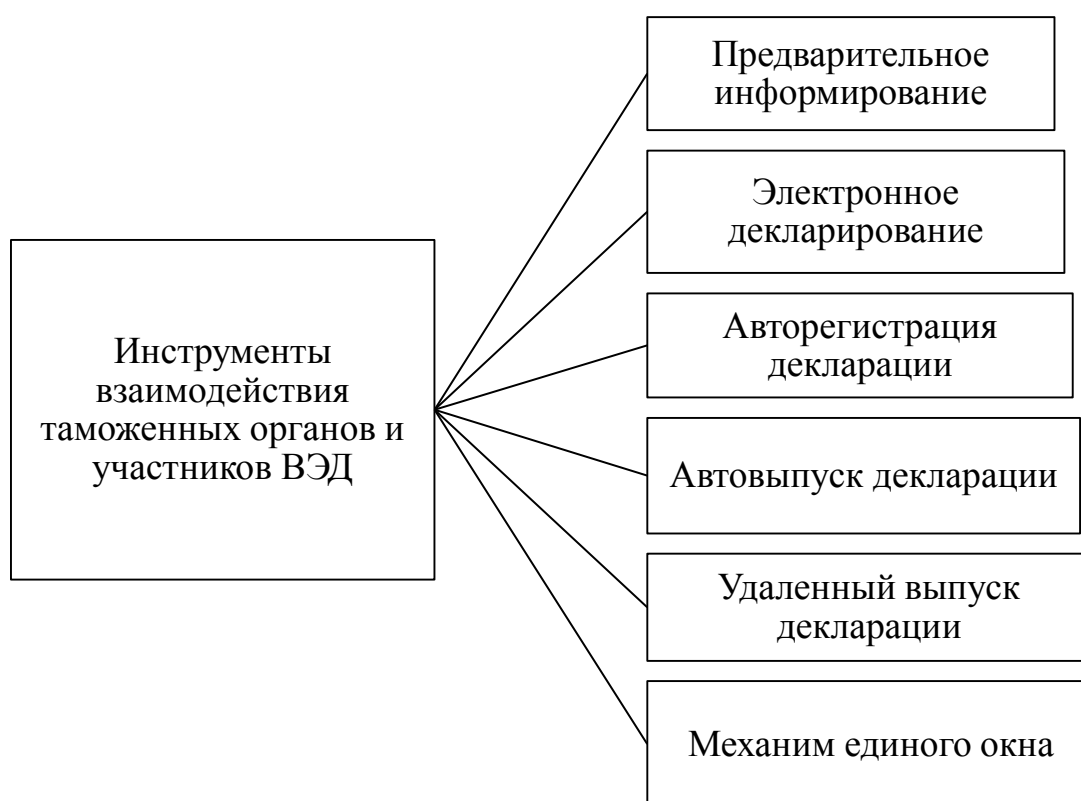 Инструменты
взаимодействия
таможенных органов и
участников ВЭД
Предварительное
информирование
Электронное
декларирование
Авторегистрация
декларации
Автовыпуск декларации
Удаленный выпуск
декларации
Механим единого окна